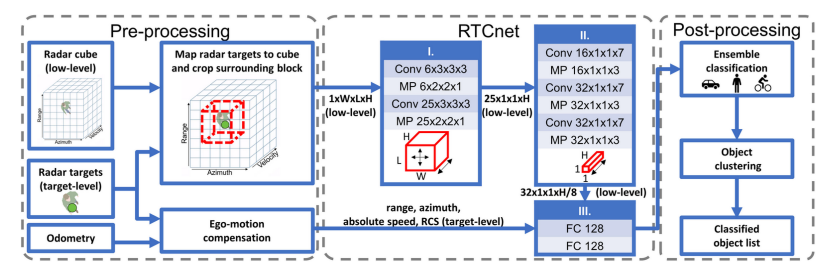 Pre-processing
Radar cube
(low-level)
Range
Azimuth
Velocity
Radar targets
(target-level)
Odometry
Map radar targets to cube
and crop surrounding block
Range
Azimuth
Velocity
Ego-motion
compensation
1xWxLxH
(low-level)
range, azimuth,
absolute speed, RCS (target-level)
RTCnet
I.
Conv 6x3x3x3
MP 6x2x2x1
Conv 25x3x3x3
MP 25x2x2x1
H
L
W
25x1x1xH
(low-level)
II.
Conv 16x1x1x7
MP 16x1x1x3
Conv 32x1x1x7
MP 32x1x1x3
Conv 32x1x1x7
MP 32x1x1x3
H
1
1
32x1x1xH/8 (low-level)
III.
FC 128
FC 128
Post-processing
Ensemble
classification
Object
clustering
Classified
object list